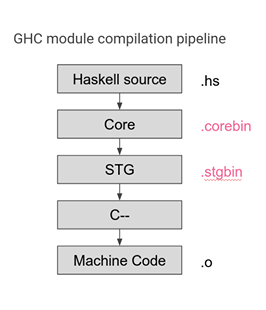 GHC module compilation pipeline
Haskell source .hs
Core .corebin
STG .stgbin
C--
Machine Code .o